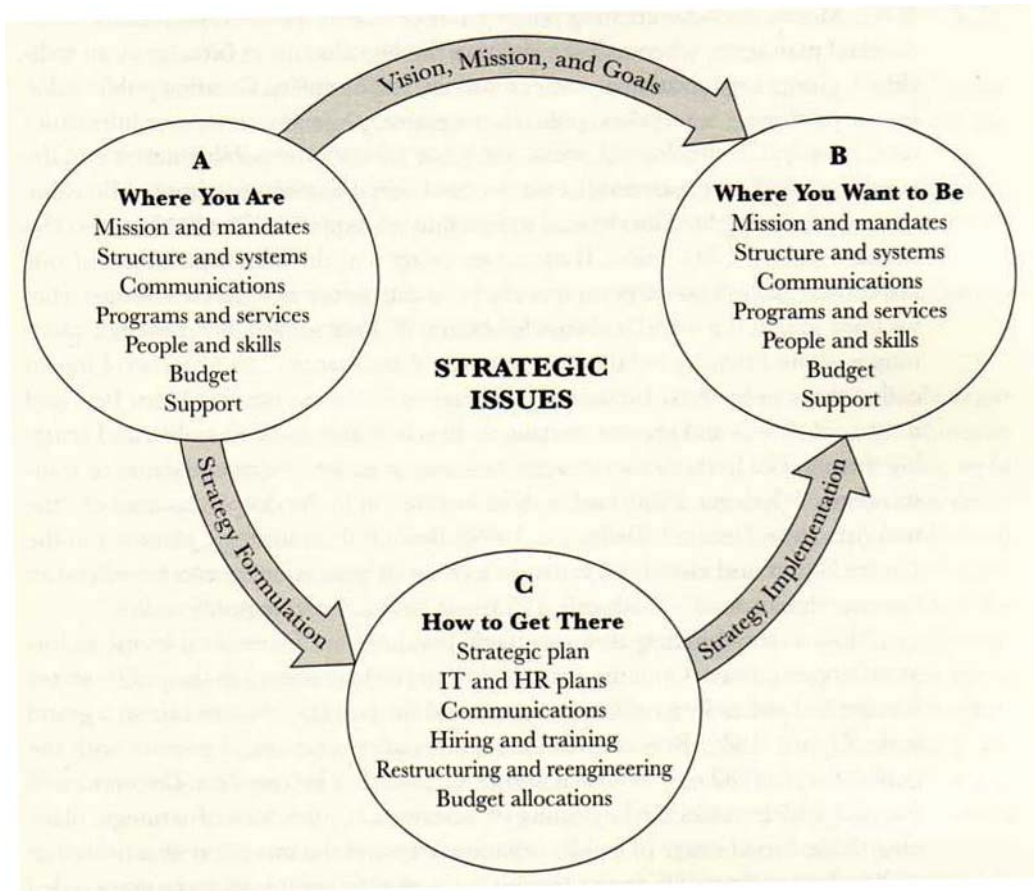 Vision, Mission, and Goals
A
Where You Are
Mission and mandates
Structure and systems
Communications
Programs and services
People and skills
Budget
Support
B
Where You Want to Be
Mission and mandates
Structure and systems
Communications
Programs and services
People and skills
Budget
Support
STRATEGIC
ISSUES
Strategy Formulation
Strategy Implementation
C
How to Get There
Strategic plan
IT and HR plans
Communications
Hiring and training
Restructuring and reengineering
Budget allocations